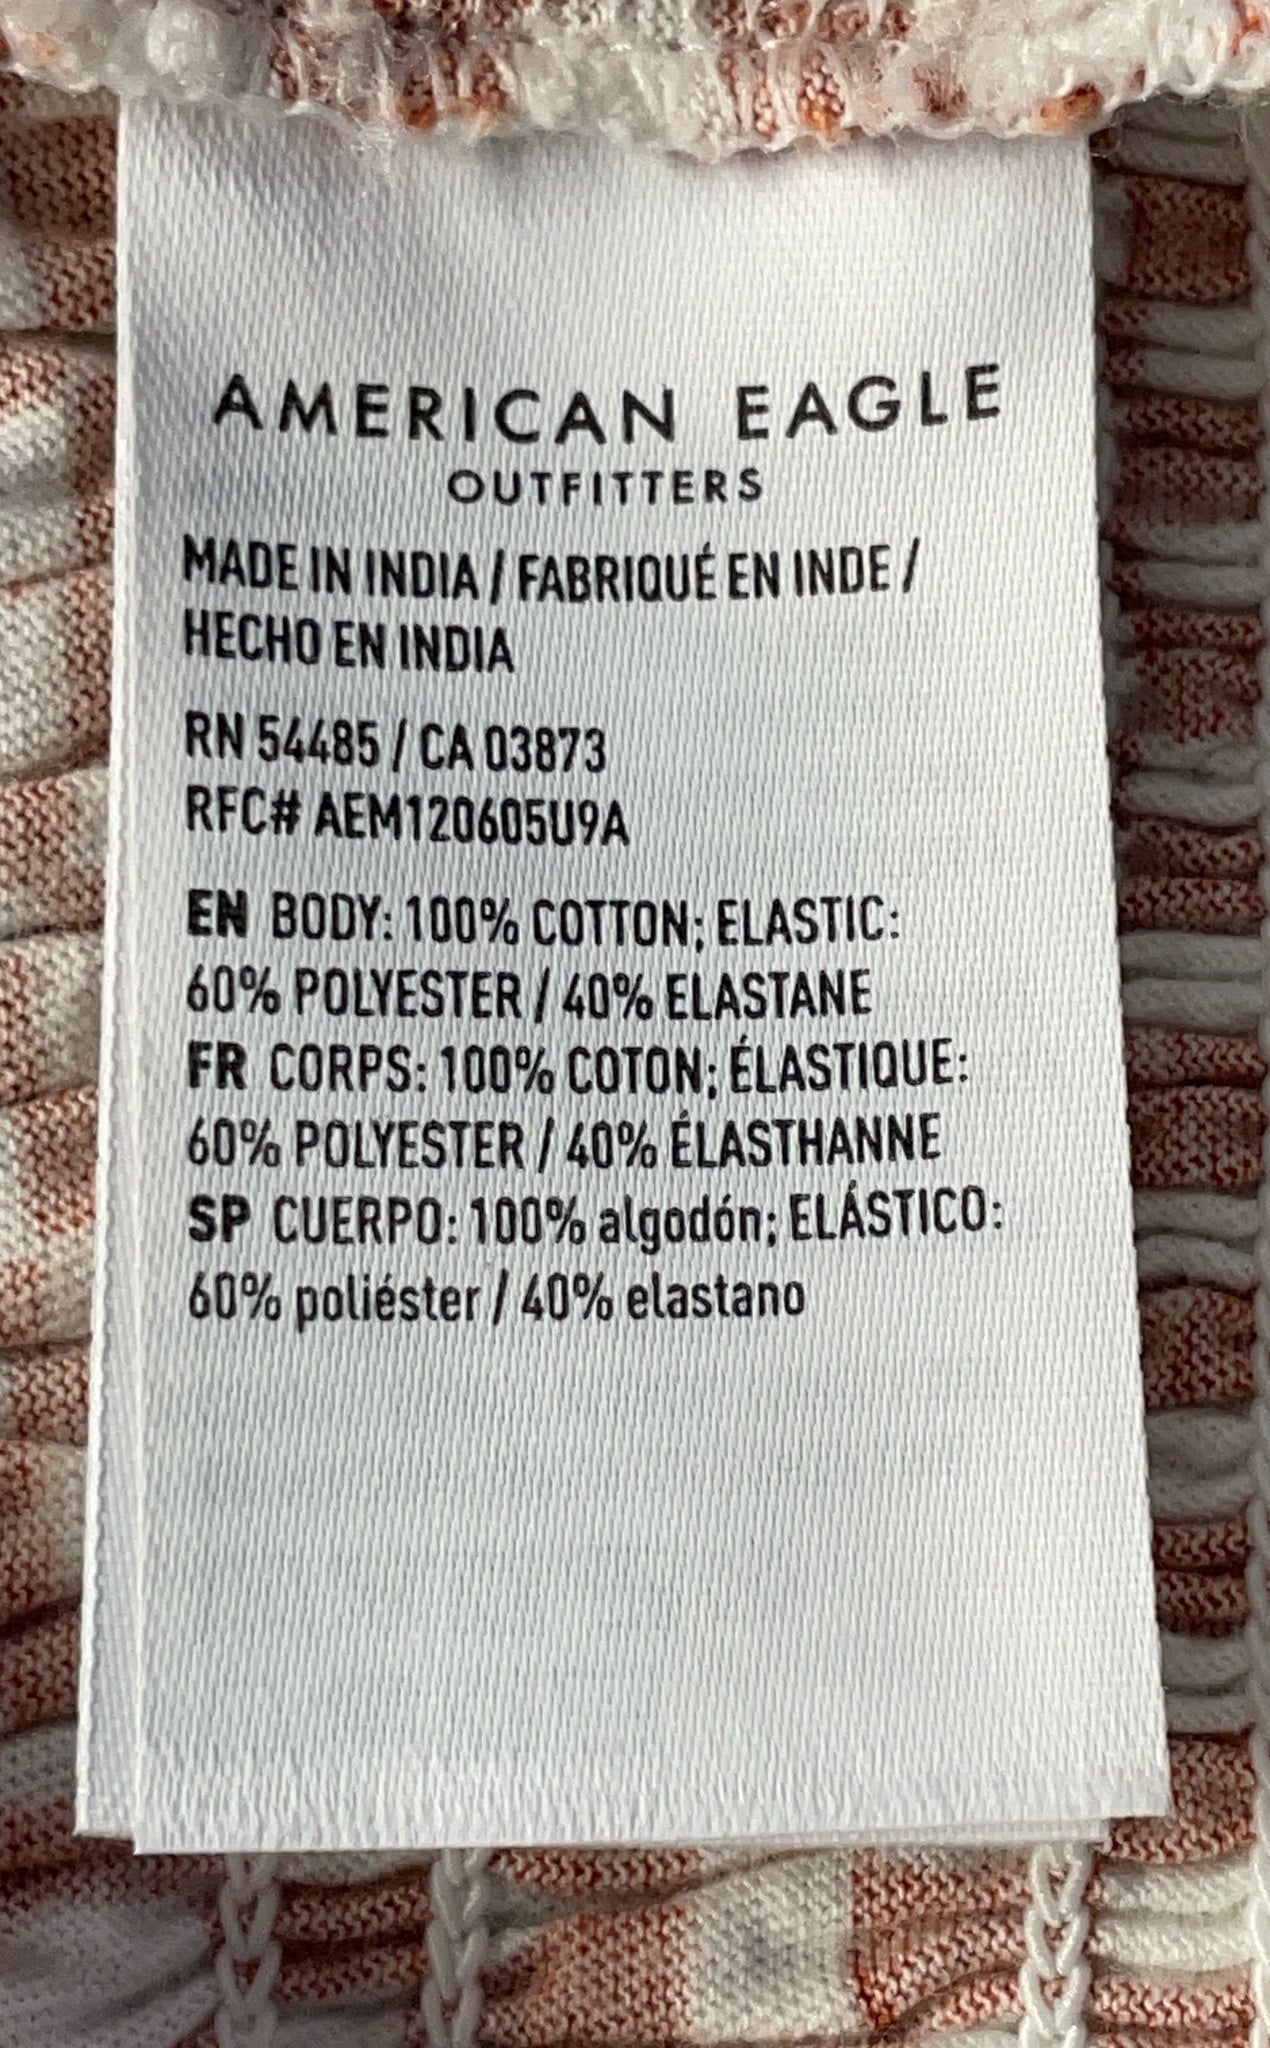 AMERICAN EAGLE
OUTFITTERS
MADE IN INDIA / FABRIQUÉ EN INDE /
HECHO EN INDIA
RN 54485 / CA 03873
RFC# AEM120605U9A
EN BODY: 100% COTTON; ELASTIC:
60% POLYESTER / 40% ELASTANE
FR CORPS: 100% COTON; ÉLASTIQUE:
60% POLYESTER / 40% ÉLASTHANNE
SP CUERPO: 100% algodón; ELÁSTICO:
60% poliéster / 40% elastano